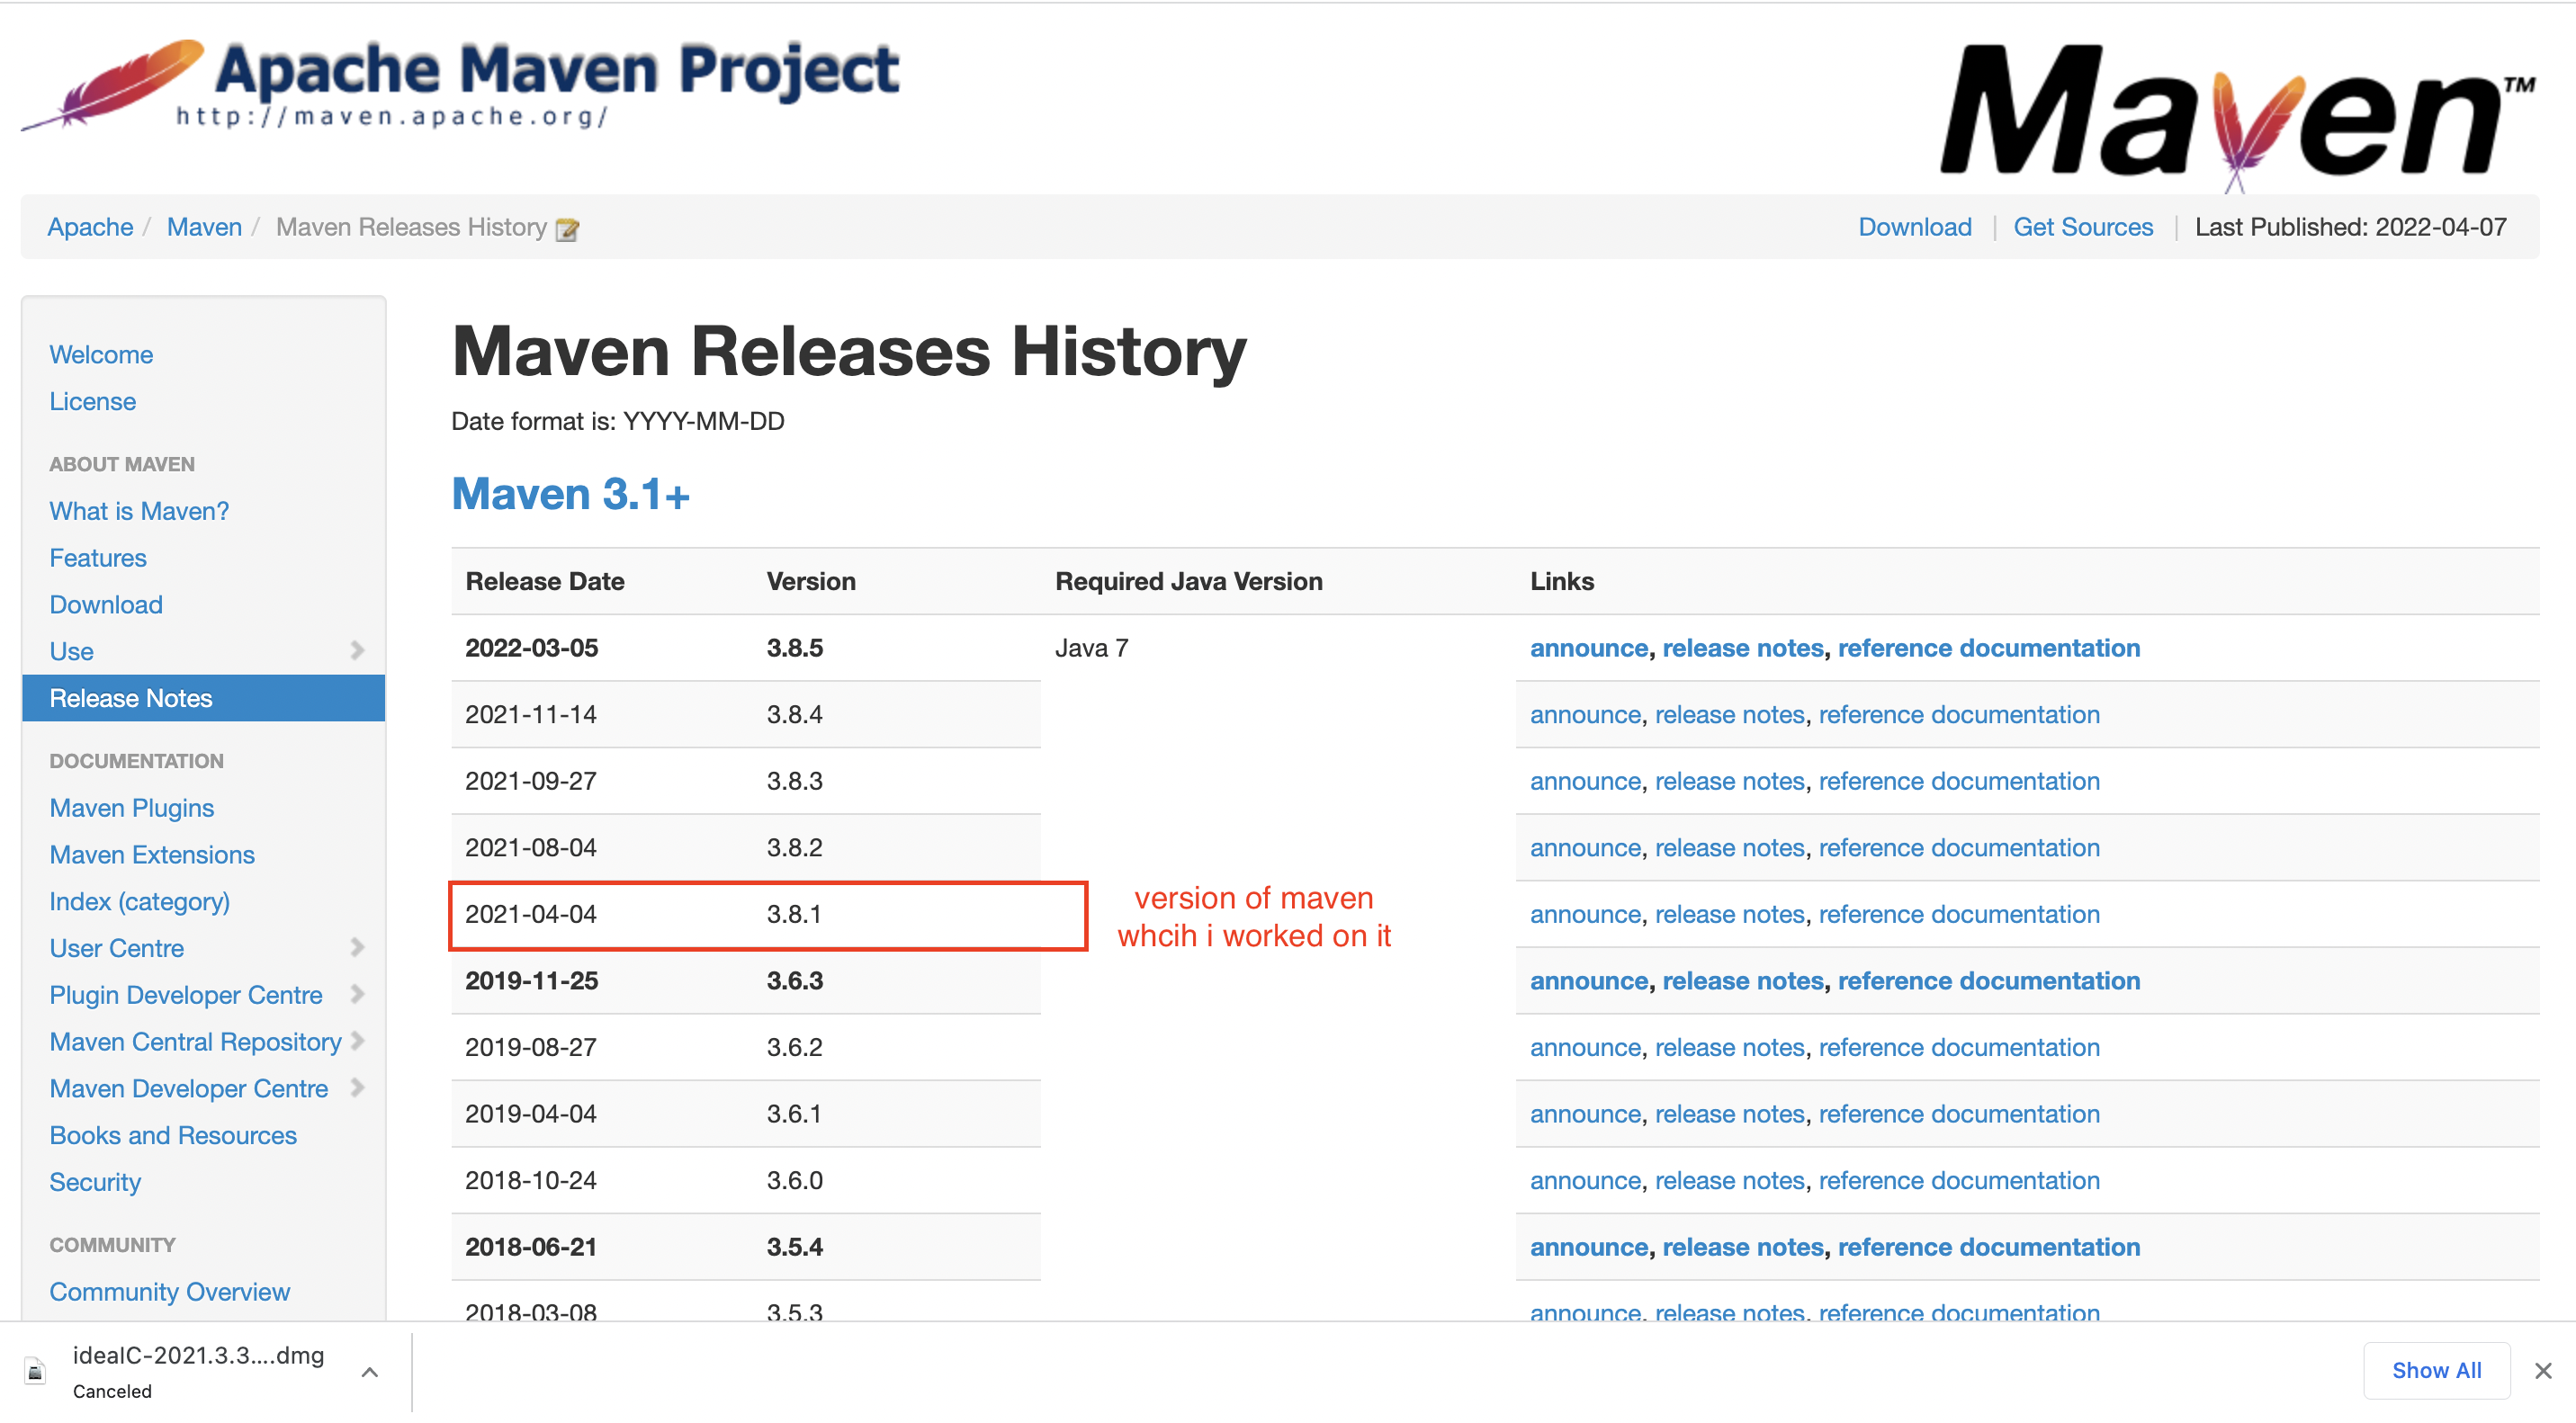 Apache Maven Project
http://maven.apache.org/
Maven™
Apache / Maven / Maven Releases History
Download | Get Sources | Last Published: 2022-04-07
Welcome
License
ABOUT MAVEN
What is Maven?
Features
Download
Use
Release Notes
DOCUMENTATION
Maven Plugins
Maven Extensions
Index (category)
User Centre
Plugin Developer Centre
Maven Central Repository
Maven Developer Centre
Books and Resources
Security
COMMUNITY
Community Overview
Maven Releases History
Date format is: YYYY-MM-DD
Maven 3.1+
Release Date Version Required Java Version Links
2022-03-05 3.8.5 Java 7 announce, release notes, reference documentation
2021-11-14 3.8.4 announce, release notes, reference documentation
2021-09-27 3.8.3 announce, release notes, reference documentation
2021-08-04 3.8.2 announce, release notes, reference documentation
2021-04-04 3.8.1 announce, release notes, reference documentation
version of maven
whcih i worked on it
2019-11-25 3.6.3 announce, release notes, reference documentation
2019-08-27 3.6.2 announce, release notes, reference documentation
2019-04-04 3.6.1 announce, release notes, reference documentation
2018-10-24 3.6.0 announce, release notes, reference documentation
2018-06-21 3.5.4 announce, release notes, reference documentation
2018-03-08 3.5.3 announce, release notes, reference documentation
idealC-2021.3.3....dmg
Canceled
Show All